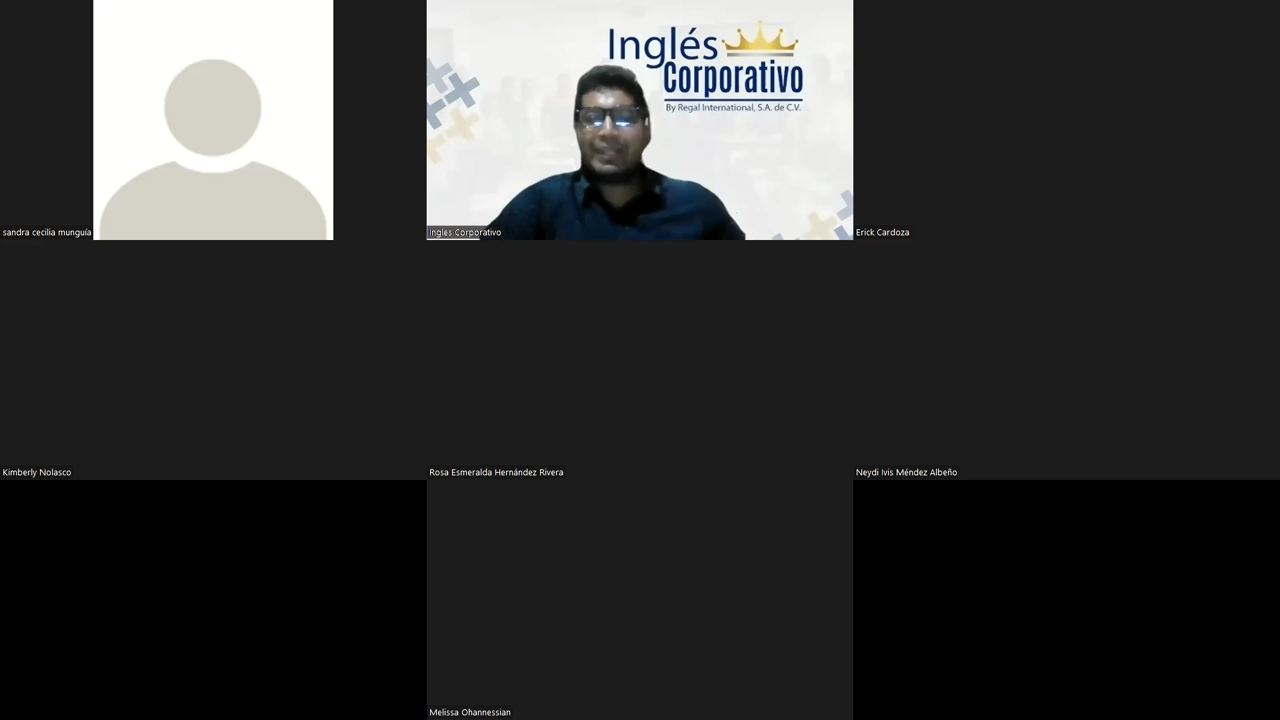 Inglés
Corporativo
By Regal International, S.A. de C.V.
sandra cecilia munguía
Ingles Corporativo
Erick Cardoza
Kimberly Nolasco
Rosa Esmeralda Hernández Rivera
Neydi Ivis Méndez Albeño
Melissa Ohannessian